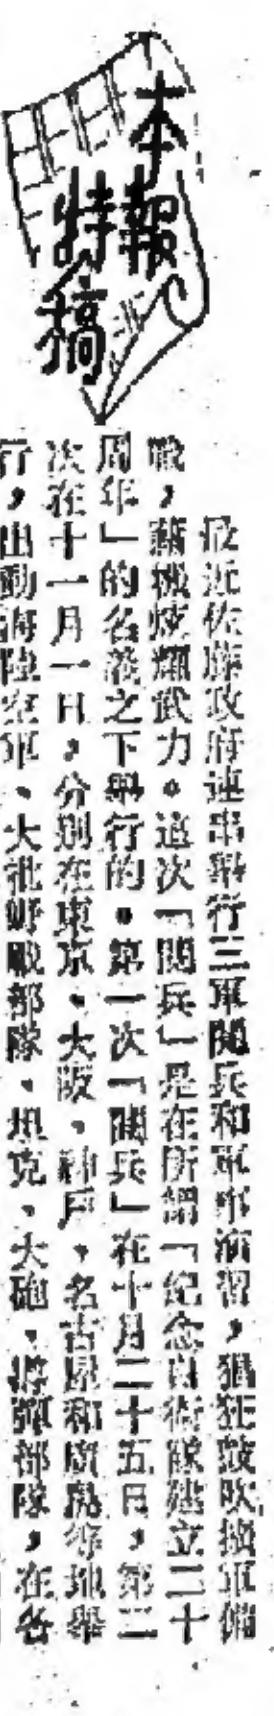 本報
特稿
最近佐藤政府連串舉行三軍閱兵和軍事演習，猖狂鼓吹擴軍備
戰，藉機炫耀武力。這次「閱兵」是在所謂「紀念自衛隊建立二十
周年」的名義之下舉行的。第一次「閱兵」在十月二十五日，第二
次在十一月一日，分別在東京、大阪、神戶、名古屋和廣島等地舉
行，出動海陸空軍、大批野戰部隊、坦克、大砲、導彈部隊，在各